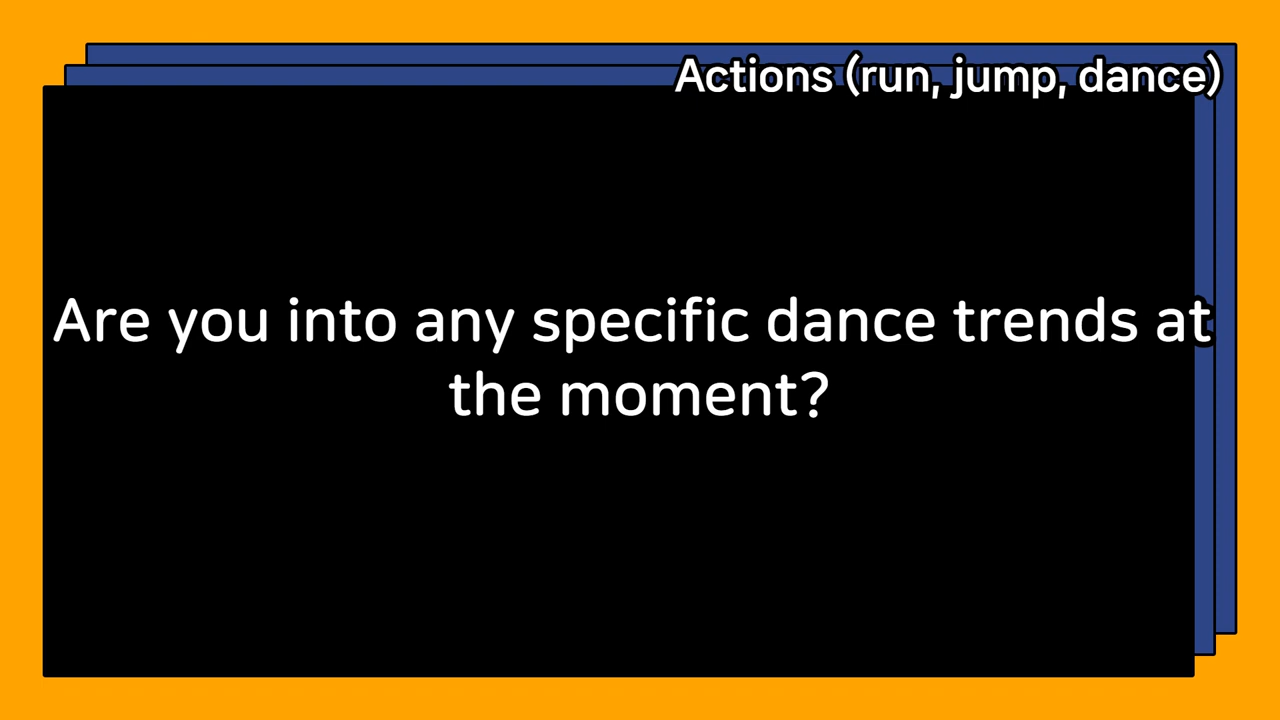 Actions (run, jump, dance)
Are you into any specific dance trends at
the moment?